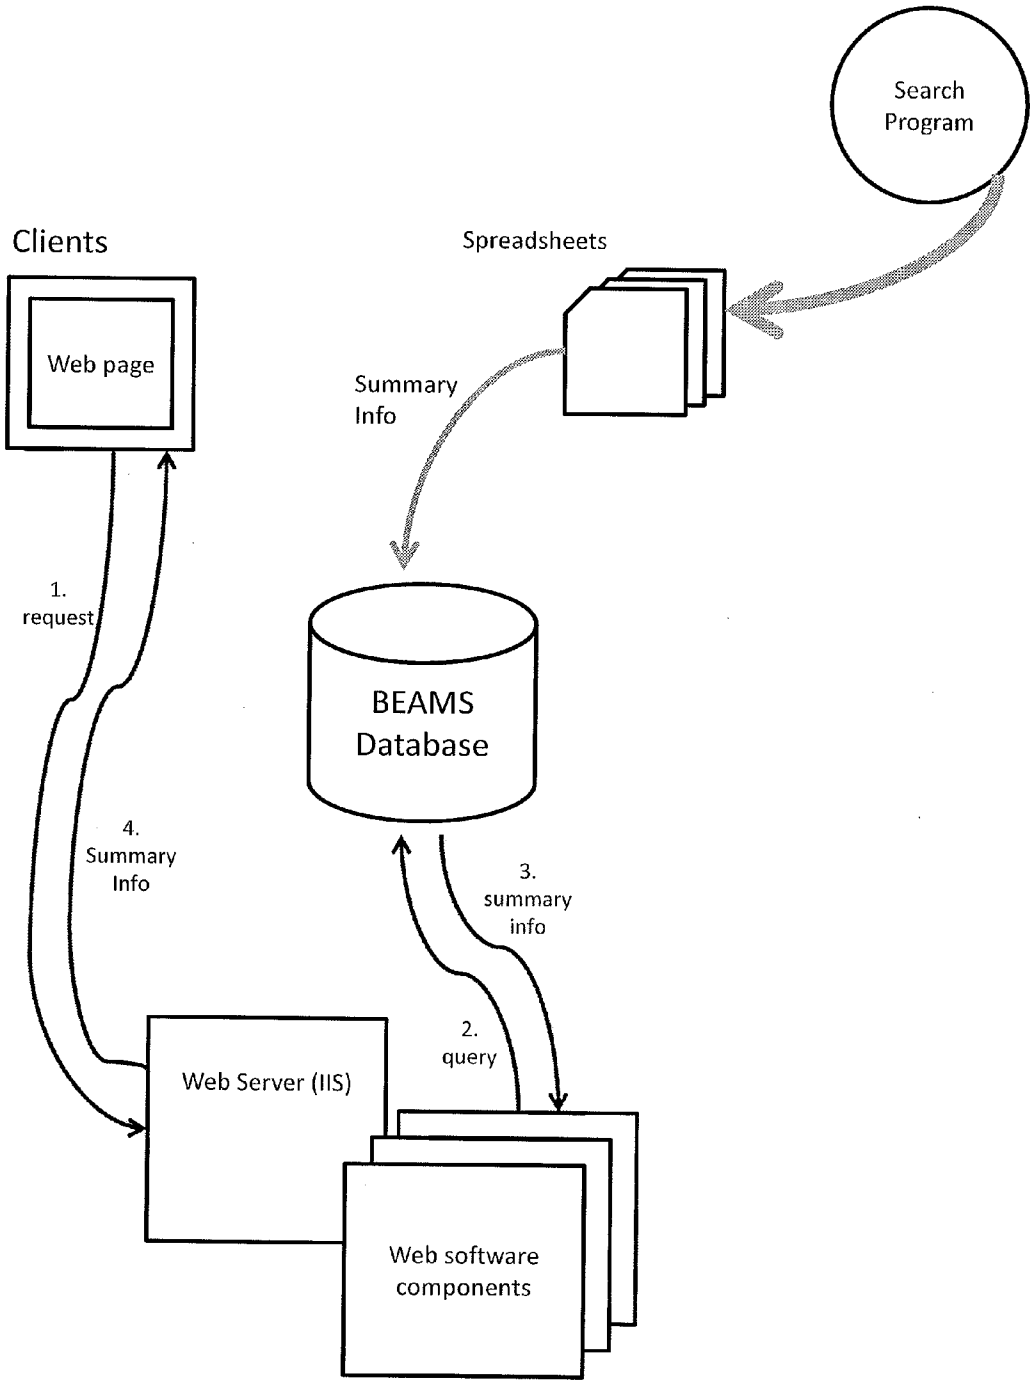 Search
Program
Clients
Spreadsheets
Web page
Summary
Info
1.
request
BEAMS
Database
4.
Summary
Info
3.
summary
info
2.
query
Web Server (IIS)
Web software
components